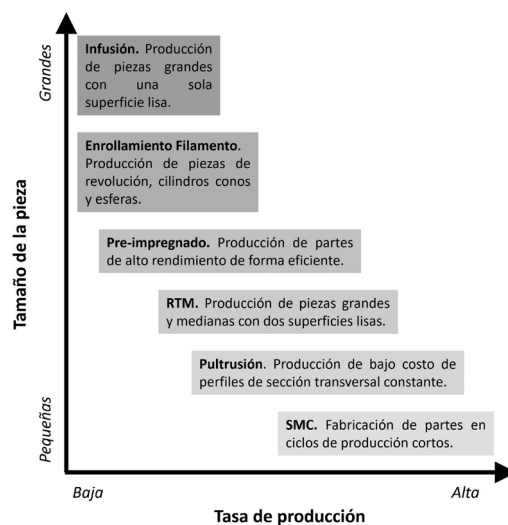 Grandes
Infusión. Producción
de piezas grandes
con una sola
superficie lisa.
Enrollamiento Filamento.
Producción de piezas de
revolución, cilindros conos
y esferas.
Tamaño de la pieza
Pre-impregnado. Producción de partes
de alto rendimiento de forma eficiente.
RTM. Producción de piezas grandes
y medianas con dos superficies lisas.
Pultrusión. Producción de bajo costo de
perfiles de sección transversal constante.
Pequeñas
SMC. Fabricación de partes en
ciclos de producción cortos.
Baja
Alta
Tasa de producción